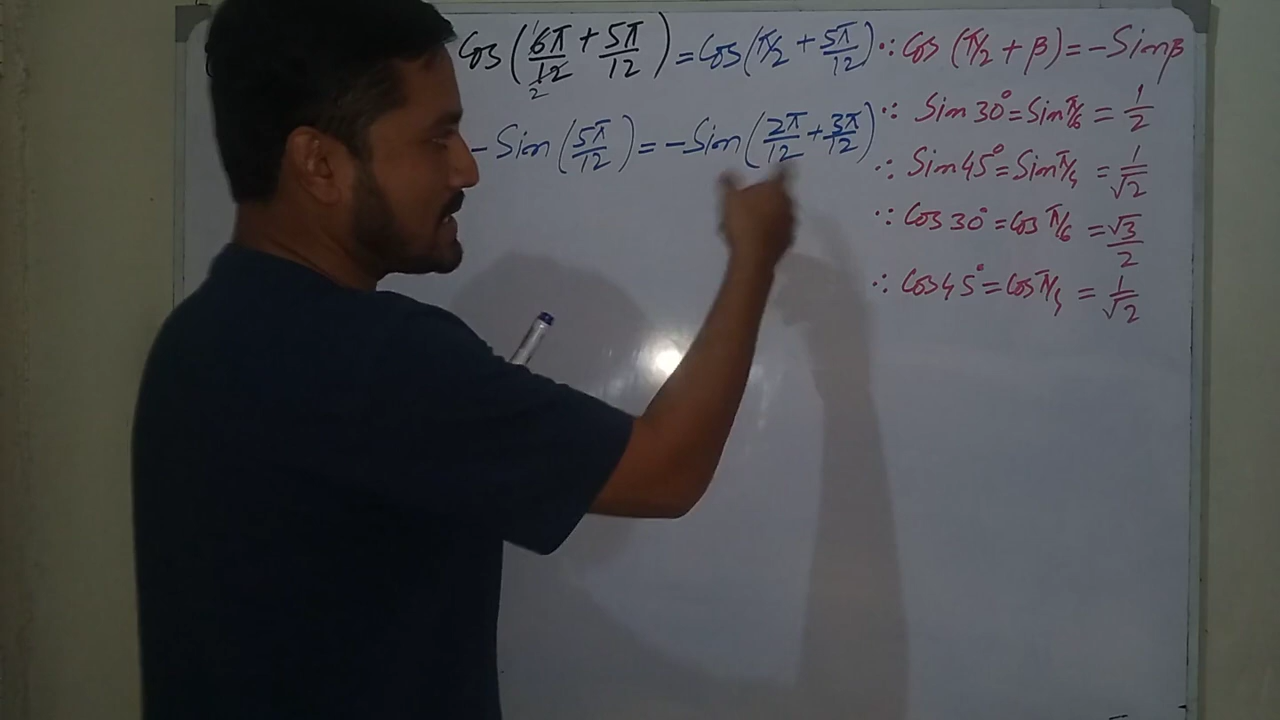 Cos (6π/12 + 5π/12) = Cos (π/2 + 5π/12) ∵ Cos (π/2 + β) = -Sinβ
2
- Sin (5π/12) = - Sin (2π/12 + 3π/12) ∵ Sin 30° = Sin π/6 = 1/2
∵ Sin 45° = Sin π/4 = 1/√2
∵ Cos 30° = Cos π/6 = √3/2
∵ Cos 45° = Cos π/4 = 1/√2